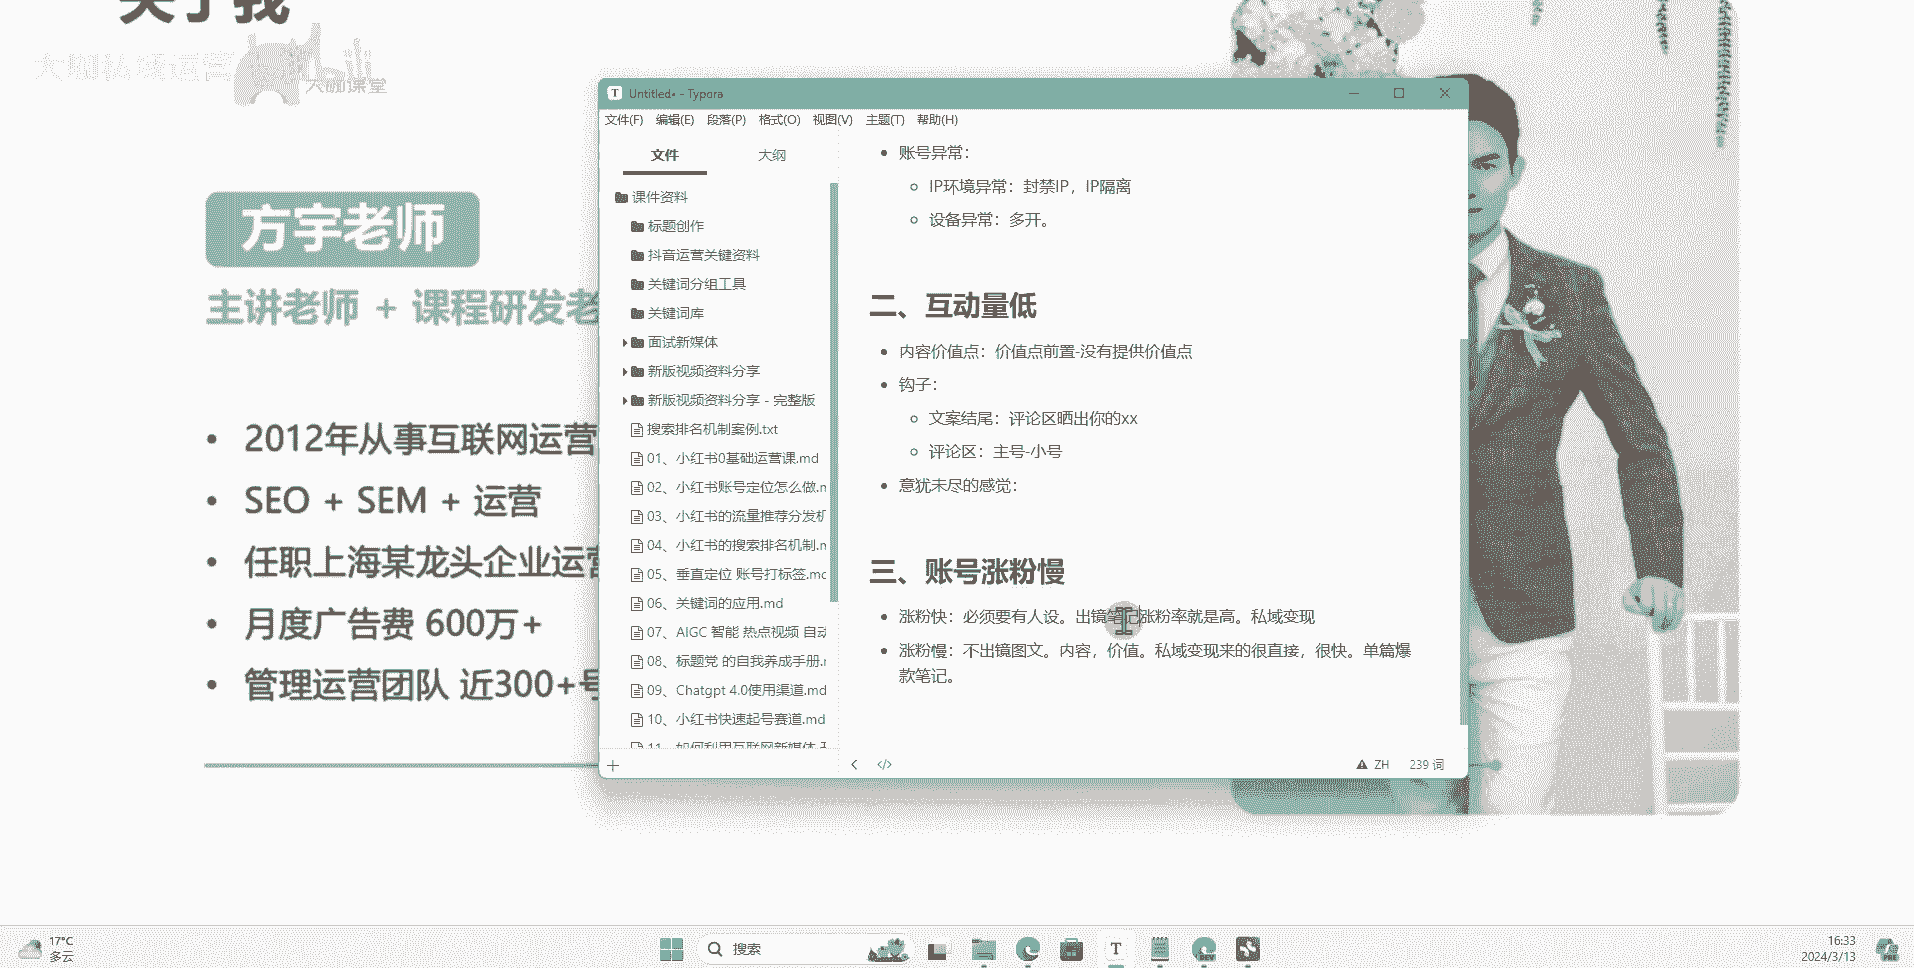 关于我
大咖私域运营
大咖课堂
方宇老师
主讲老师 + 课程研发老
2012年从事互联网运营
SEO + SEM + 运营
任职上海某龙头企业运营
月度广告费 600万+
管理运营团队 近300+号
Untitled• - Typora
文件(F) 编辑(E) 段落(P) 格式(O) 视图(V) 主题(T) 帮助(H)
文件 大纲
课件资料
标题创作
抖音运营关键资料
关键词分组工具
关键词库
面试新媒体
新版视频资料分享
新版视频资料分享 - 完整版
搜索排名机制案例.txt
01、小红书0基础运营课.md
02、小红书账号定位怎么做.m
03、小红书的流量推荐分发机
04、小红书的搜索排名机制.m
05、垂直定位 账号打标签.mc
06、关键词的应用.md
07、AIGC 智能 热点视频 自动
08、标题党 的自我养成手册.m
09、Chatgpt 4.0使用渠道.md
10、小红书快速起号赛道.md
11、如何利用互联网新媒体
账号异常：
IP环境异常：封禁IP，IP隔离
设备异常：多开。
二、互动量低
内容价值点：价值点前置-没有提供价值点
钩子：
文案结尾：评论区晒出你的xx
评论区：主号-小号
意犹未尽的感觉：
三、账号涨粉慢
涨粉快：必须要有人设。出镜笔记涨粉率就是高。私域变现
涨粉慢：不出镜图文。内容，价值。私域变现来的很直接，很快。单篇爆
款笔记。
ZH 239 词
17°C
多云
搜索
T
DEV
PRE
16:33
2024/3/13